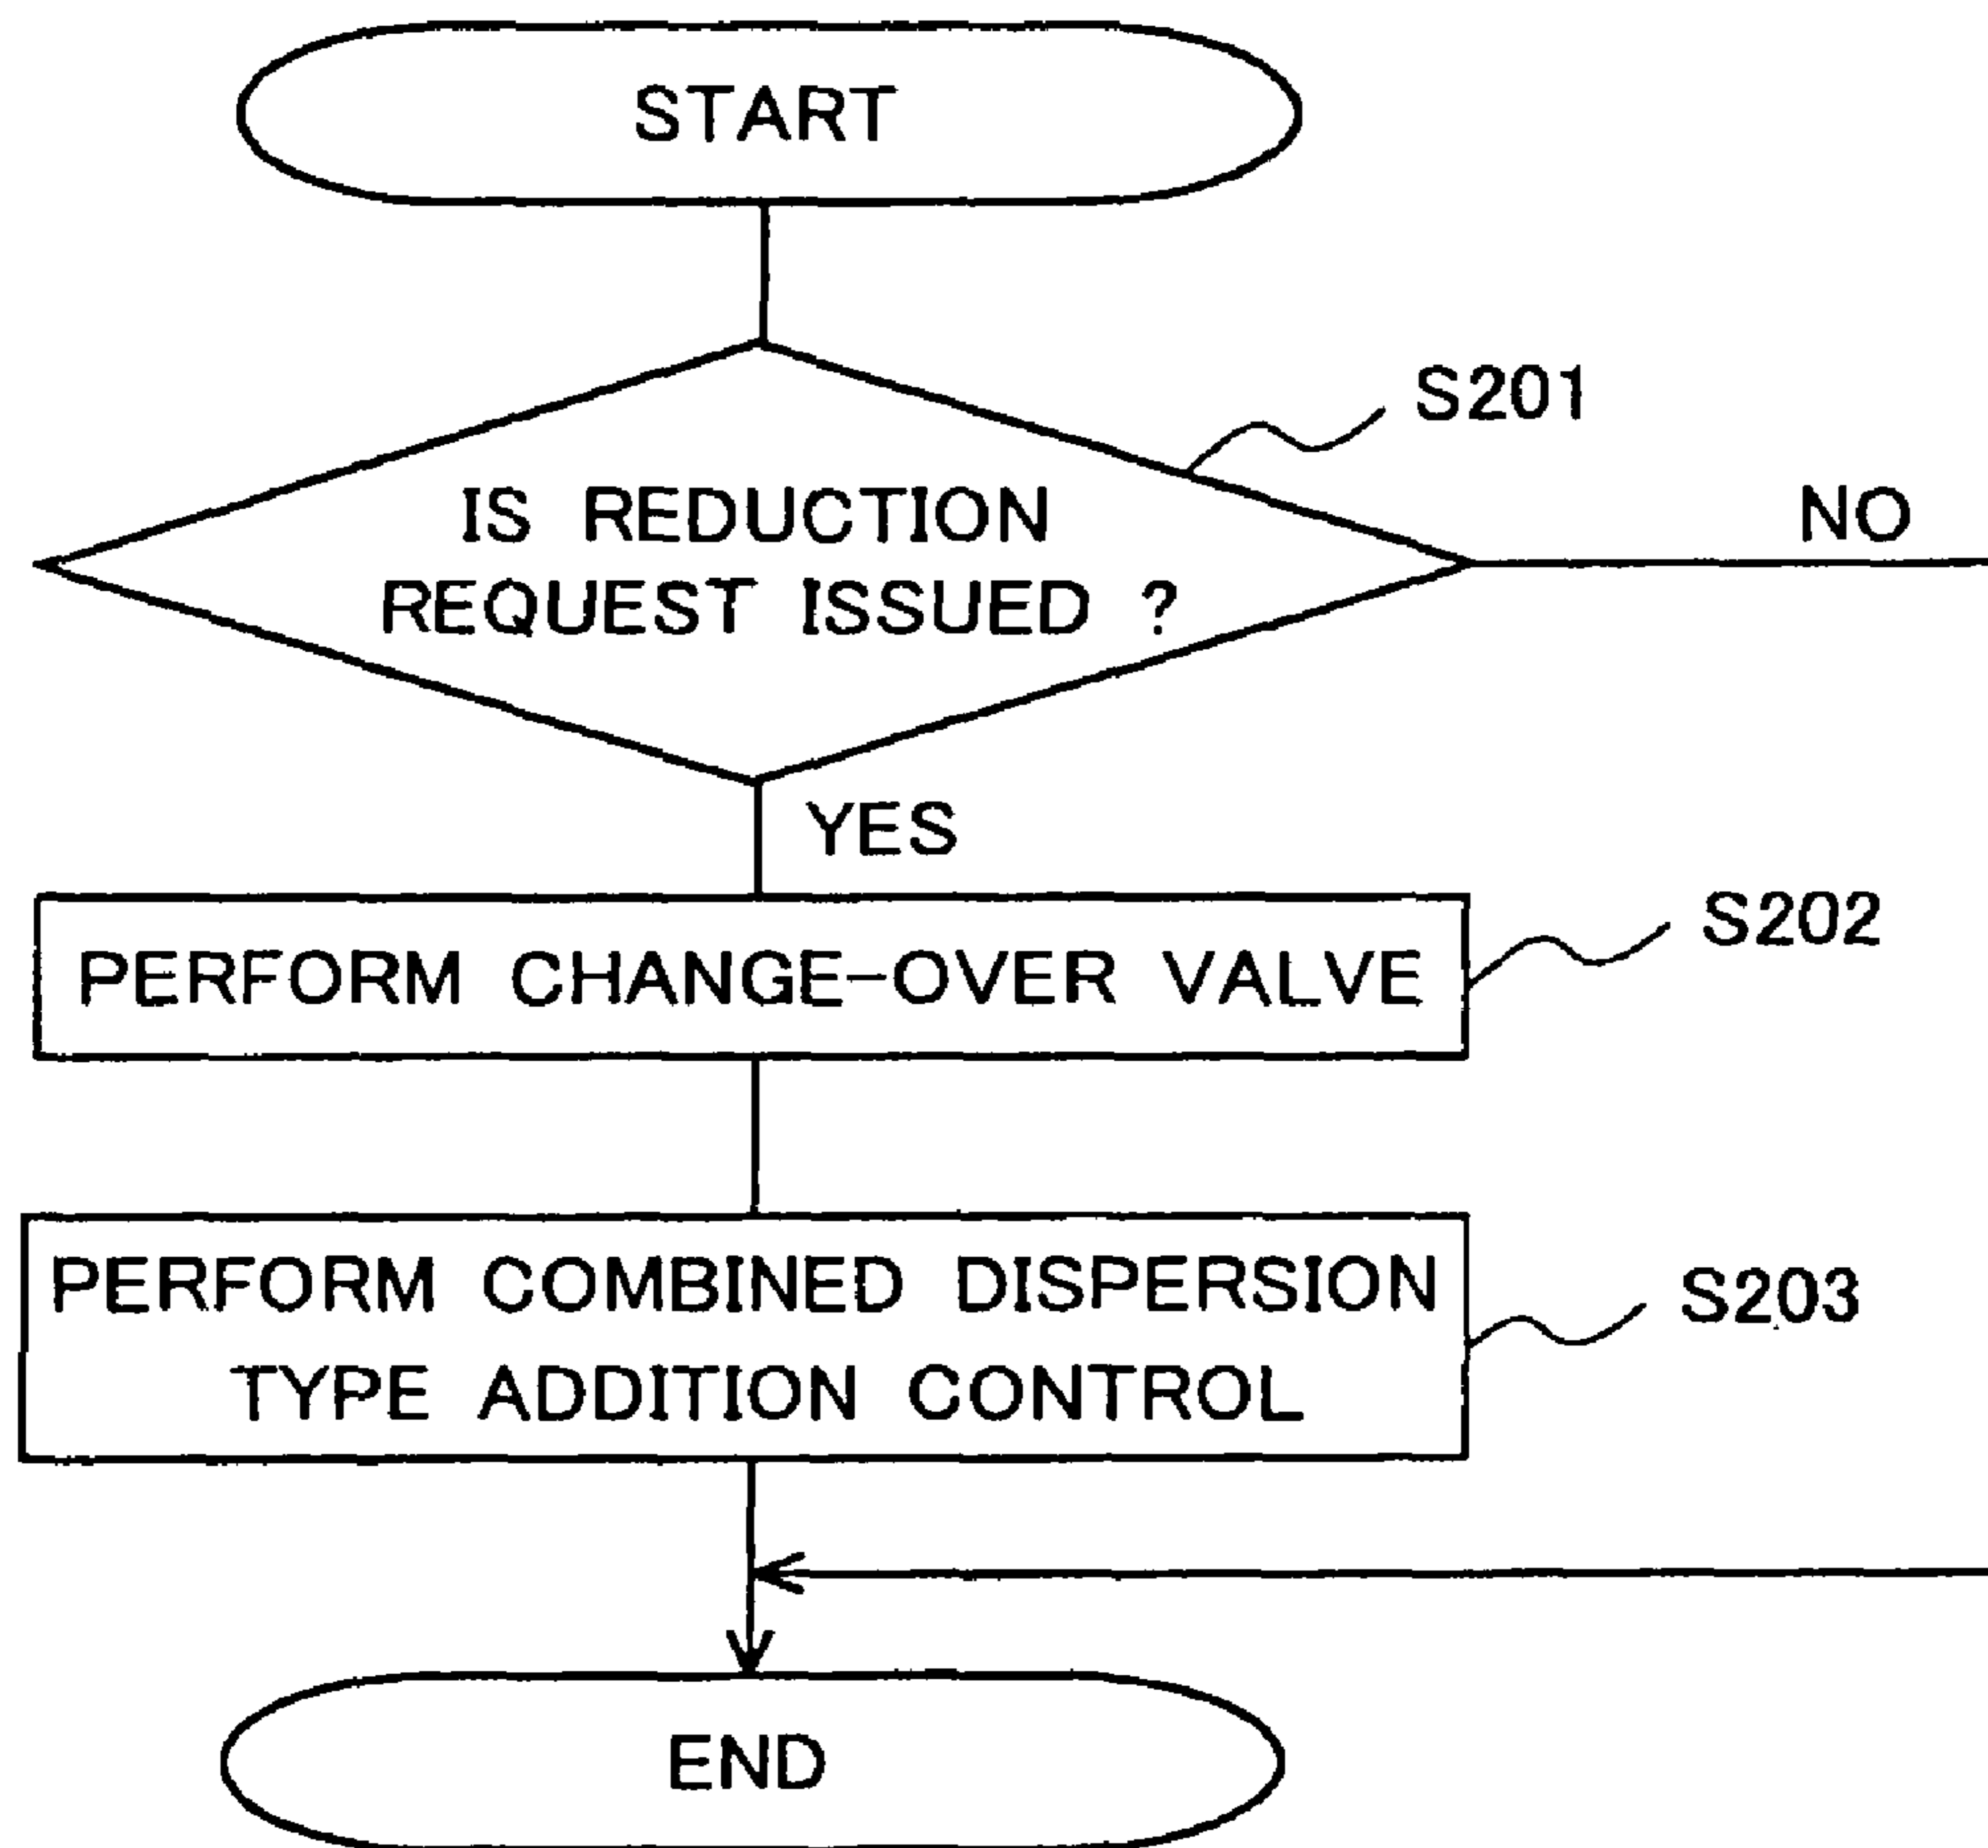 START
S201
IS REDUCTION
REQUEST ISSUED ?
NO
YES
PERFORM CHANGE-OVER VALVE
S202
PERFORM COMBINED DISPERSION
TYPE ADDITION CONTROL
S203
END